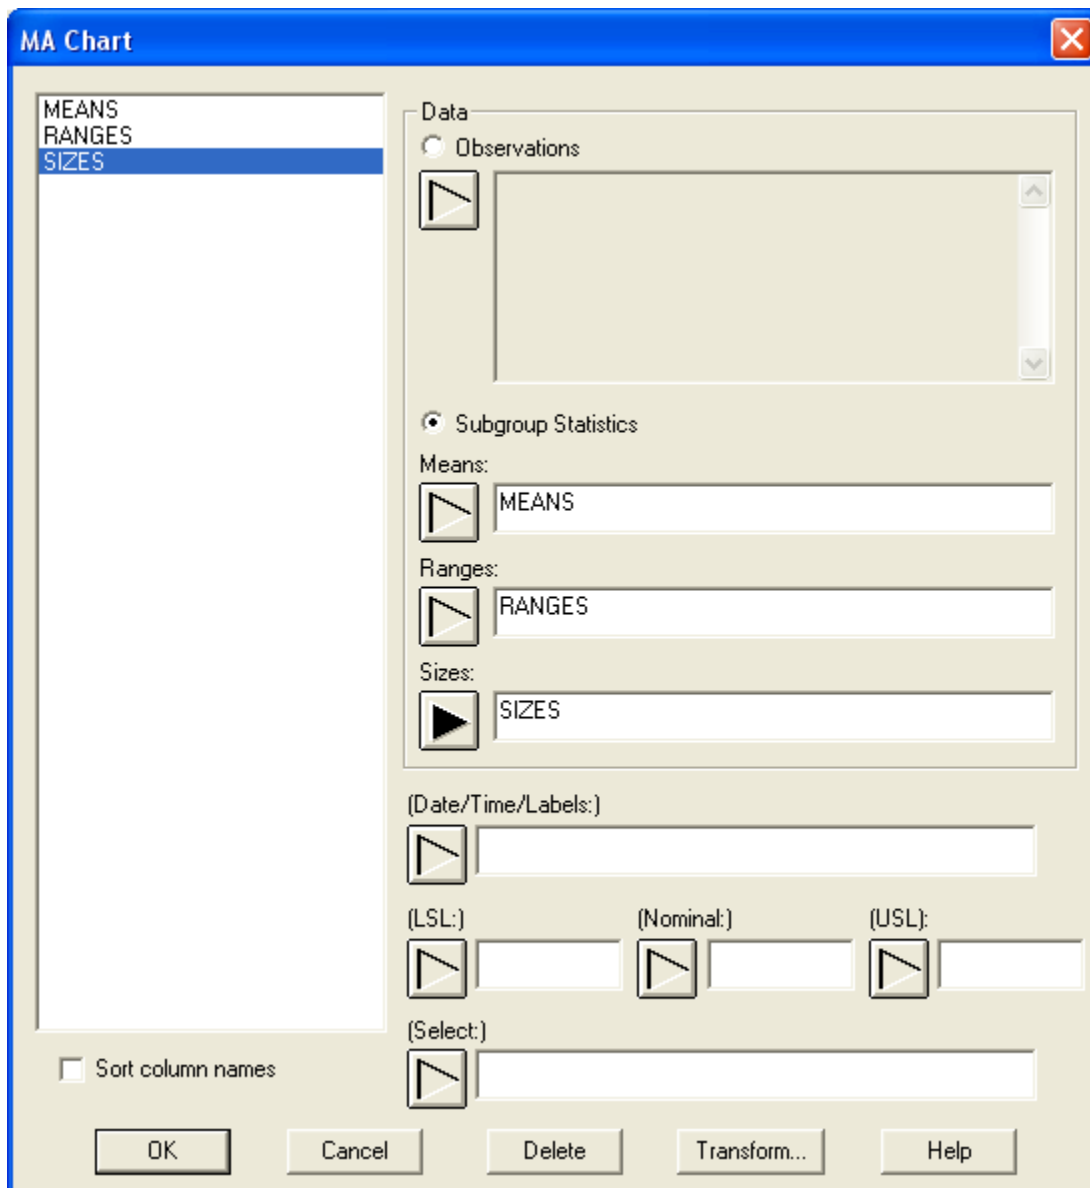 MA Chart
MEANS
RANGES
SIZES
Data
Observations
Subgroup Statistics
Means:
MEANS
Ranges:
RANGES
Sizes:
SIZES
(Date/Time/Labels:)
(LSL:) (Nominal:) (USL):
(Select:)
Sort column names
OK Cancel Delete Transform... Help